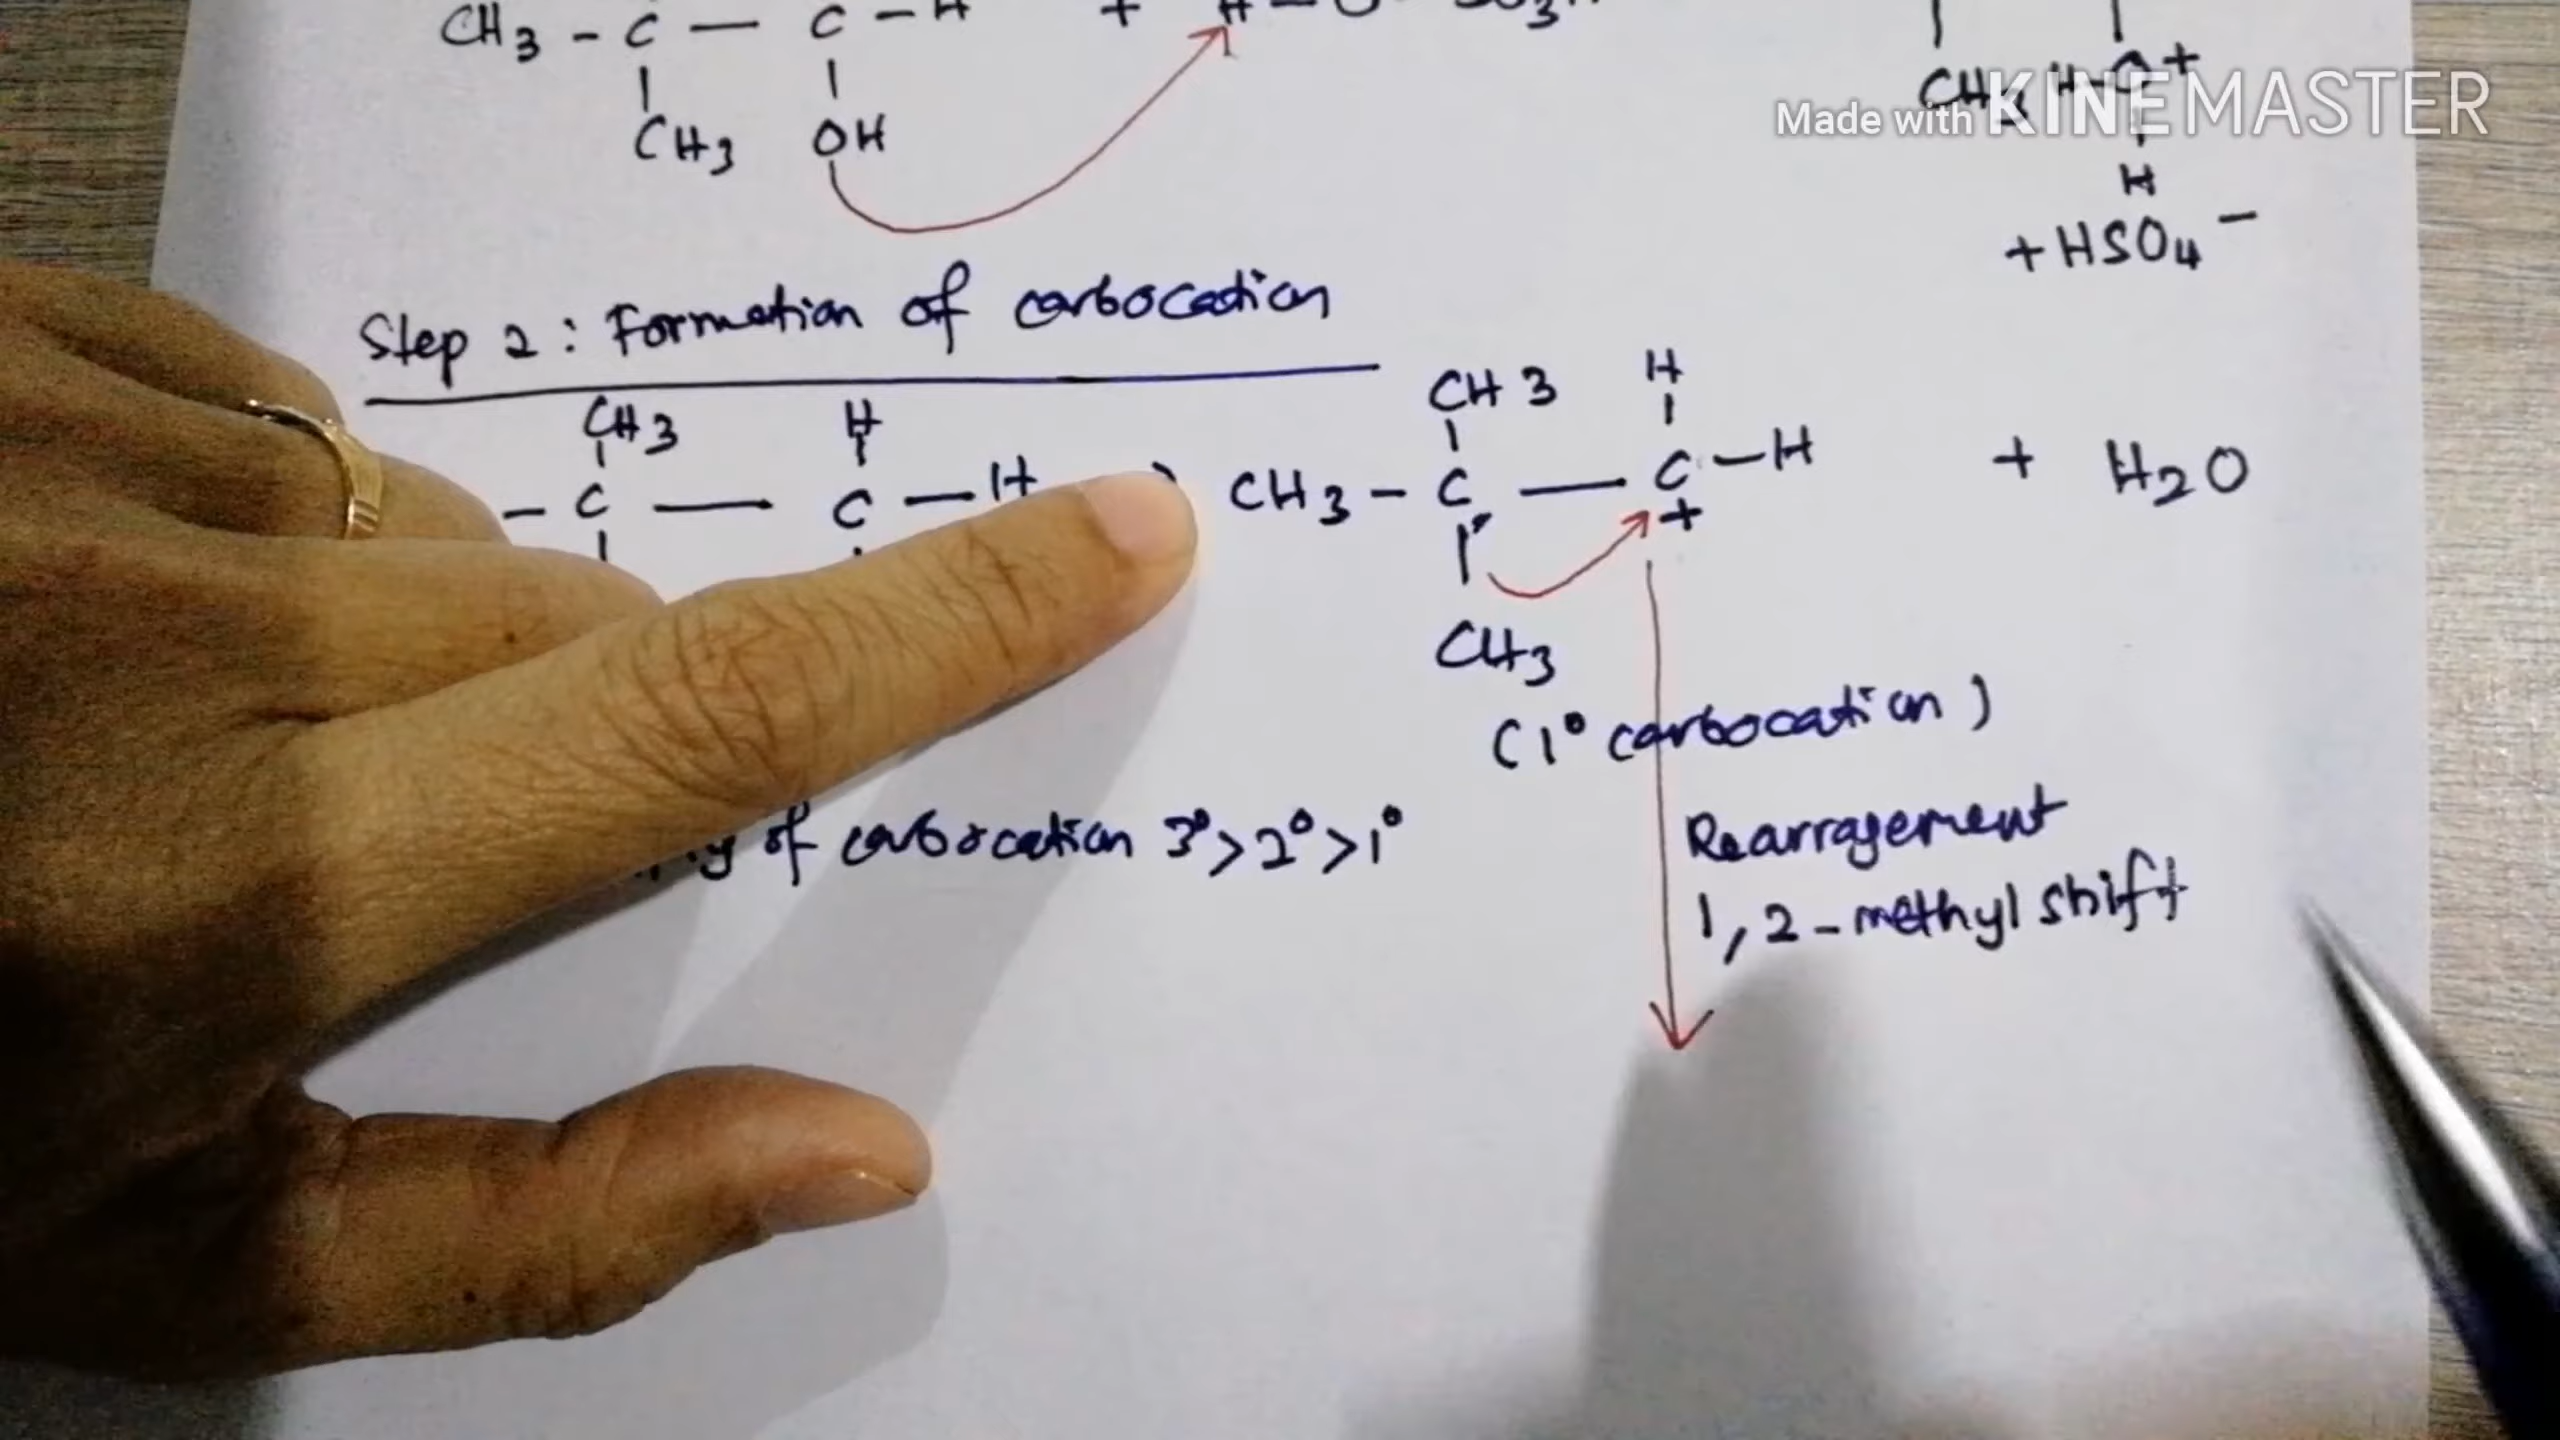 CH3 - C — C - H + H - O
CH3 OH
CH3 H - O +
H
+ HSO4 -
Made with KINEMASTER
Step 2 : Formation of carbocation
CH3 H
- C — C - H
CH3 H
CH3 - C — C - H + H2O
+
CH3
(1° carbocation)
of carbocation 3° > 2° > 1°
Rearragement
1, 2 - methyl shift